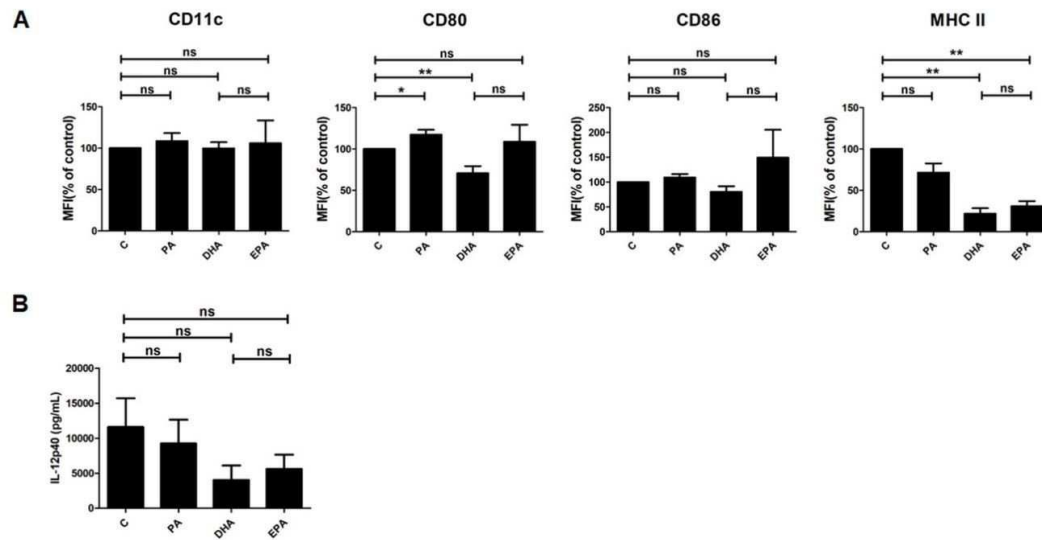 A
CD11c
CD80
CD86
MHC II
ns
ns
ns
ns
MFI(% of control)
150
100
50
0
C
PA
DHA
EPA
ns
**
*
ns
MFI(% of control)
150
100
50
0
C
PA
DHA
EPA
ns
ns
ns
ns
MFI(% of control)
250
200
150
100
50
0
C
PA
DHA
EPA
**
**
ns
ns
MFI(% of control)
150
100
50
0
C
PA
DHA
EPA
B
ns
ns
ns
ns
IL-12p40 (pg/mL)
20000
15000
10000
5000
0
C
PA
DHA
EPA